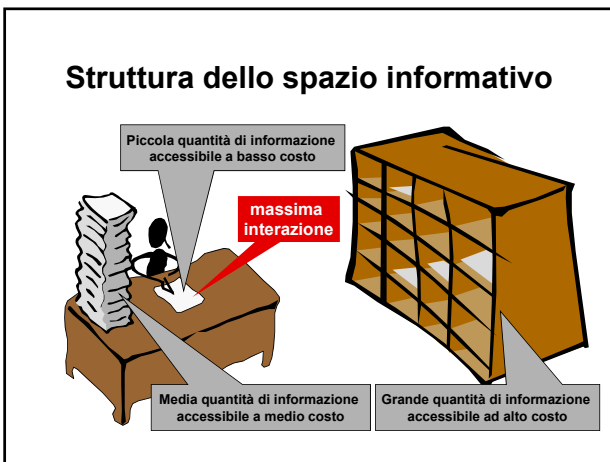 Struttura dello spazio informativo
Piccola quantità di informazione
accessibile a basso costo
massima
interazione
Media quantità di informazione
accessibile a medio costo
Grande quantità di informazione
accessibile ad alto costo